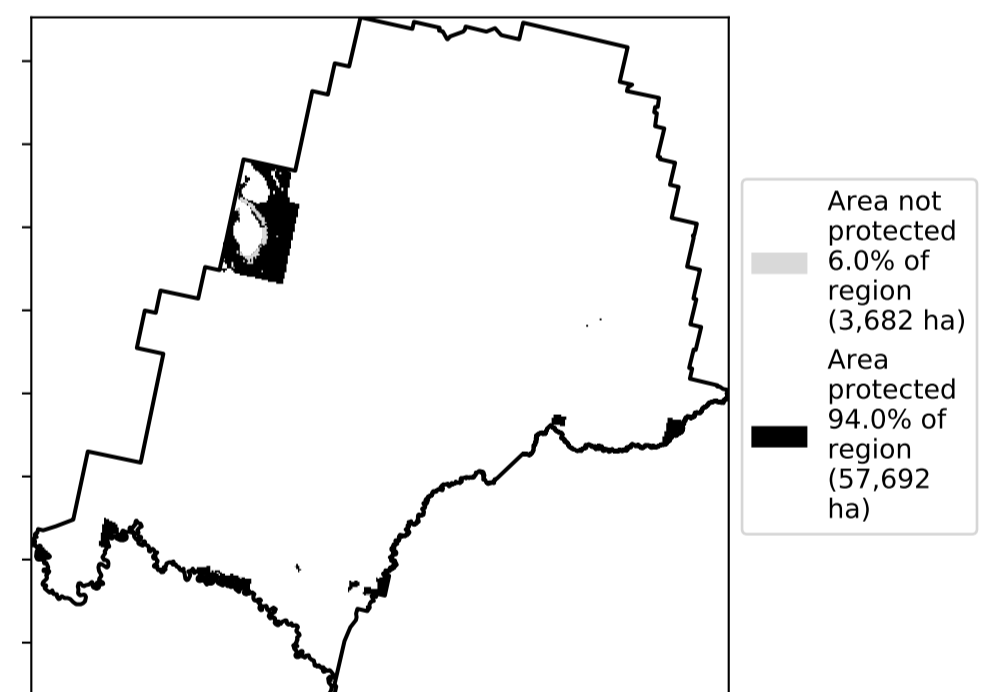 Area not
protected
6.0% of
region
(3,682 ha)
Area
protected
94.0% of
region
(57,692
ha)